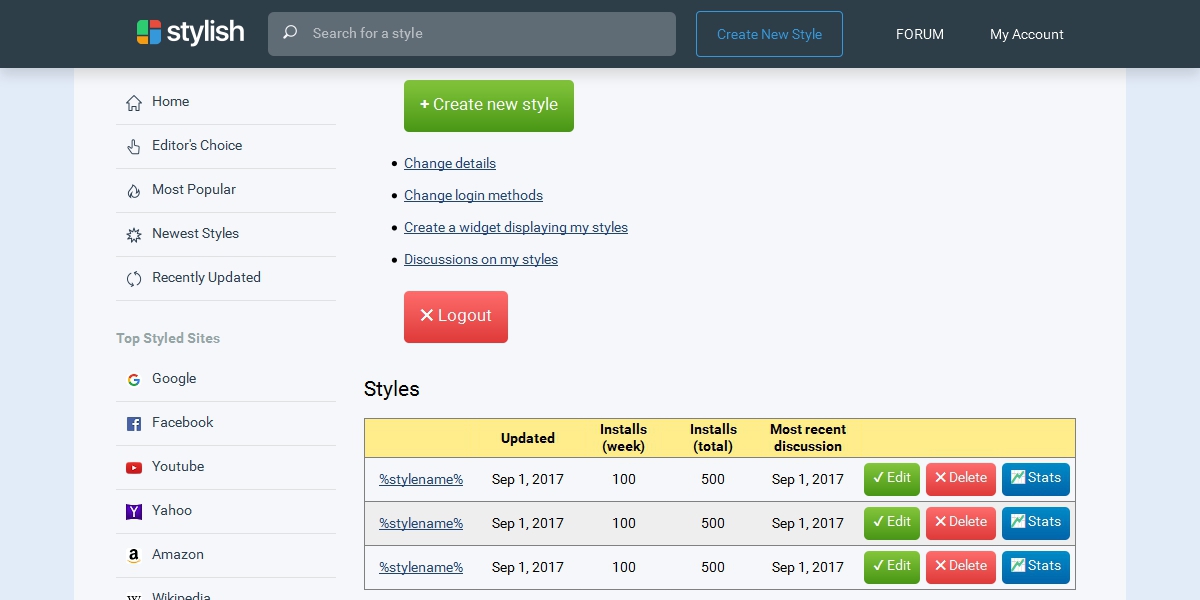 stylish
Search for a style
Create New Style
FORUM
My Account
Home
Editor's Choice
Most Popular
Newest Styles
Recently Updated
Top Styled Sites
Google
Facebook
Youtube
Yahoo
Amazon
Wikipedia
+ Create new style
Change details
Change login methods
Create a widget displaying my styles
Discussions on my styles
Logout
Styles
Updated Installs (week) Installs (total) Most recent discussion
%stylename% Sep 1, 2017 100 500 Sep 1, 2017 Edit Delete Stats
%stylename% Sep 1, 2017 100 500 Sep 1, 2017 Edit Delete Stats
%stylename% Sep 1, 2017 100 500 Sep 1, 2017 Edit Delete Stats